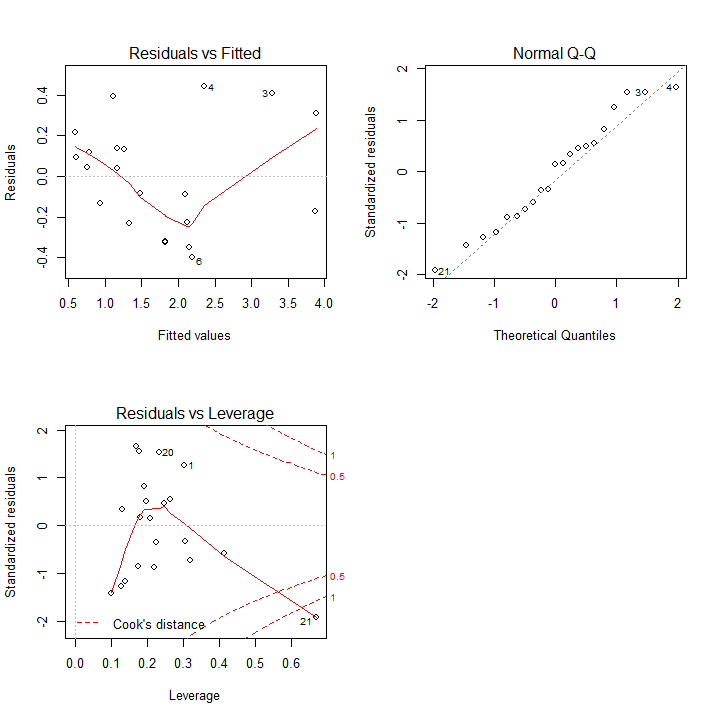 Residuals vs Fitted
Residuals
0.4
0.2
0.0
-0.2
-0.4
4
3
6
0.5 1.0 1.5 2.0 2.5 3.0 3.5 4.0
Fitted values
Normal Q-Q
Standardized residuals
2
1
0
-1
-2
3
4
21
-2 -1 0 1 2
Theoretical Quantiles
Residuals vs Leverage
Standardized residuals
2
1
0
-1
-2
20
1
1
0.5
0.5
1
21
Cook's distance
0.0 0.1 0.2 0.3 0.4 0.5 0.6
Leverage